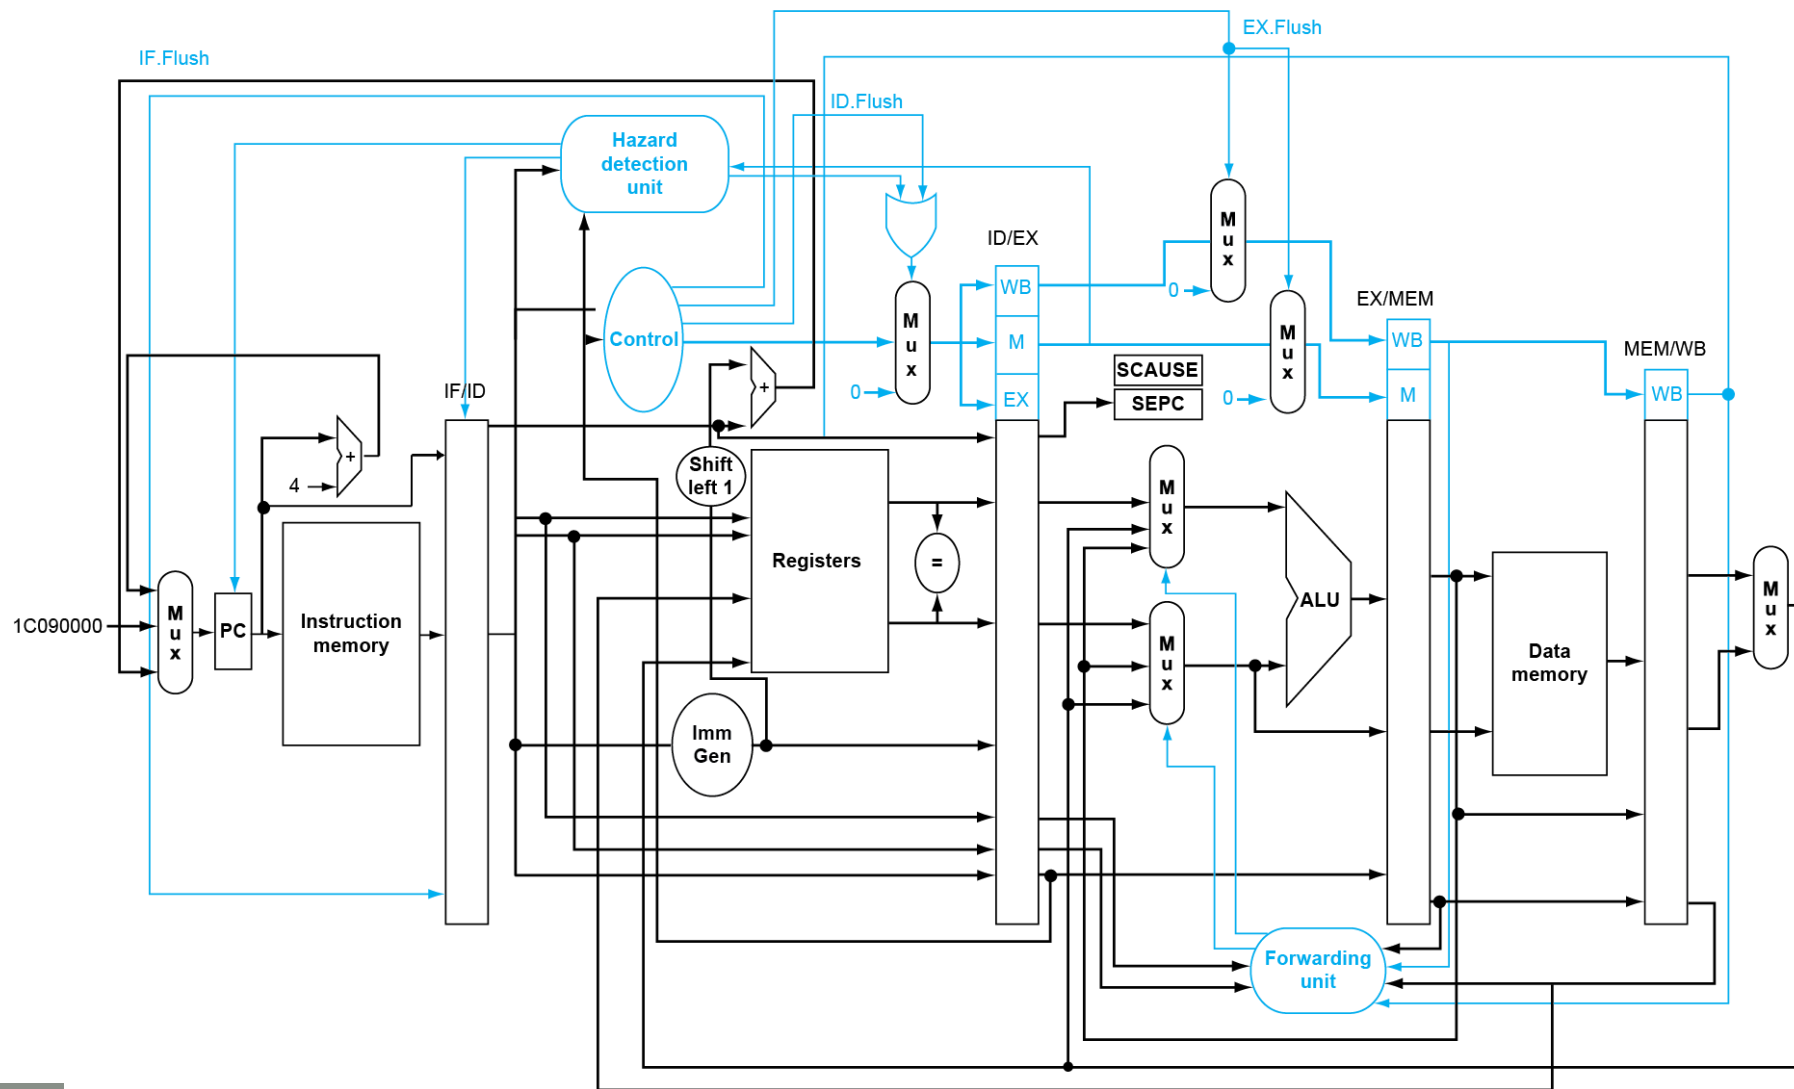 EX.Flush
IF.Flush
ID.Flush
Hazard
detection
unit
M
u
x
0
ID/EX
WB
M
EX
Control
M
u
x
0
M
u
x
0
EX/MEM
WB
M
MEM/WB
WB
SCAUSE
SEPC
IF/ID
+
+
4
Shift
left 1
Registers
=
M
u
x
M
u
x
ALU
1C090000
M
u
x
PC
Instruction
memory
Data
memory
M
u
x
Imm
Gen
Forwarding
unit